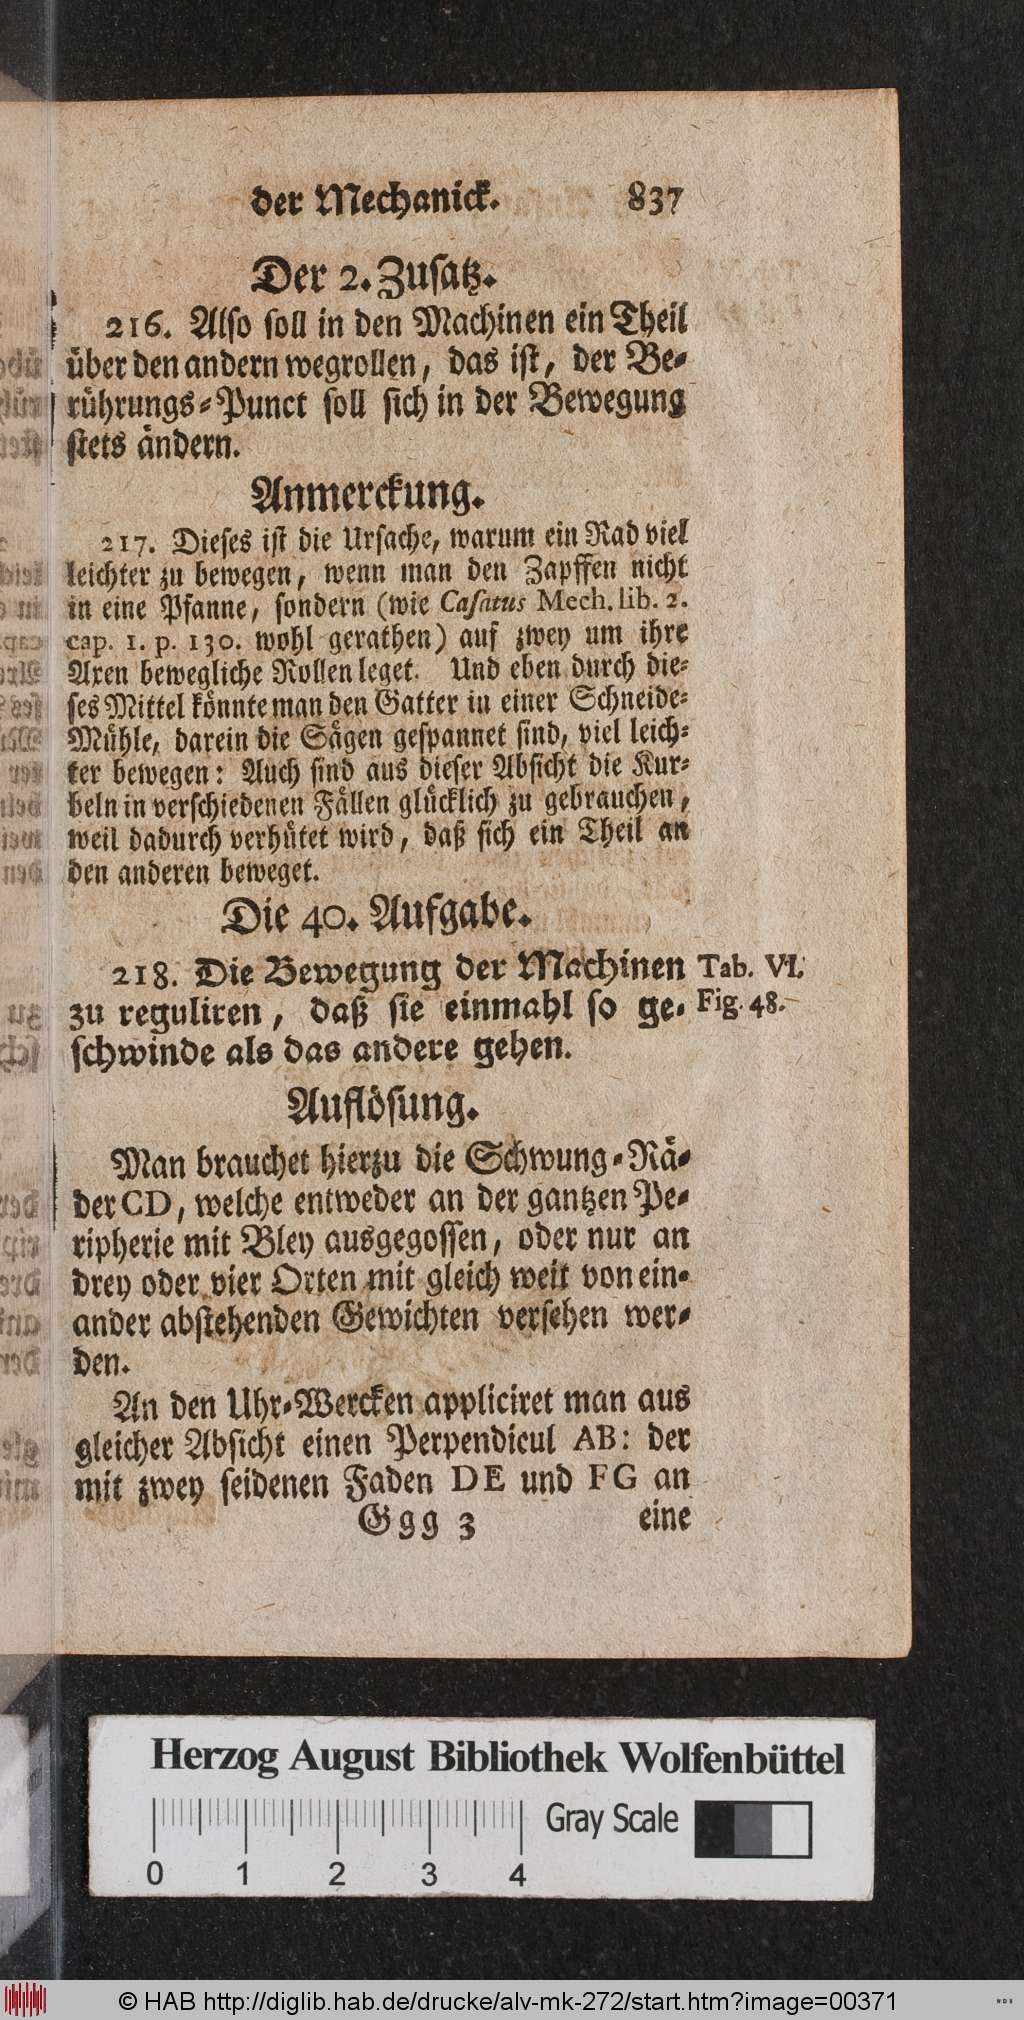 der Mechanick. 837
Der 2. Zusatz.
216. Also soll in den Machinen ein Theil
über den andern wegrollen, das ist, der Be-
rührungs-Punct soll sich in der Bewegung
stets ändern.
Anmerckung.
217. Dieses ist die Ursache, warum ein Rad viel
leichter zu bewegen, wenn man den Zapffen nicht
in eine Pfanne, sondern (wie Casatus Mech. lib. 2.
cap. 1. p. 130. wohl gerathen) auf zwey um ihre
Axen bewegliche Rollen leget. Und eben durch die-
ses Mittel könnte man den Gatter in einer Schneide-
Mühle, darein die Sägen gespannet sind, viel leich-
ter bewegen: Auch sind aus dieser Absicht die Kur-
beln in verschiedenen Fällen glücklich zu gebrauchen,
weil dadurch verhütet wird, daß sich ein Theil an
den anderen beweget.
Die 40. Aufgabe.
218. Die Bewegung der Machinen Tab. VI.
zu reguliren, daß sie einmahl so ge- Fig. 48.
schwinde als das andere gehen.
Auflösung.
Man brauchet hierzu die Schwung-Rä-
der CD, welche entweder an der gantzen Pe-
ripherie mit Bley ausgegossen, oder nur an
drey oder vier Orten mit gleich weit von ein-
ander abstehenden Gewichten versehen wer-
den.
An den Uhr-Wercken appliciret man aus
gleicher Absicht einen Perpendicul AB: der
mit zwey seidenen Faden DE und FG an
Ggg 3 eine
Herzog August Bibliothek Wolfenbüttel
Gray Scale
0 1 2 3 4
© HAB http://diglib.hab.de/drucke/alv-mk-272/start.htm?image=00371